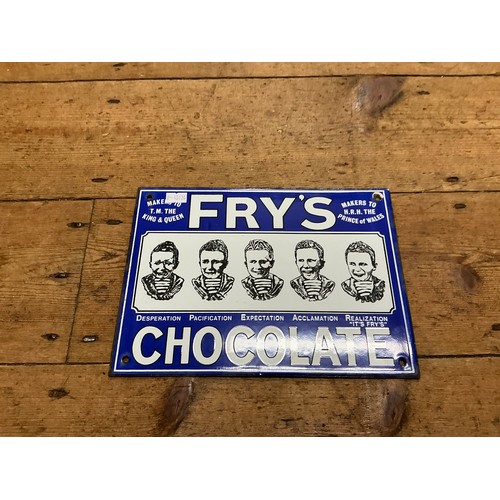 FRY'S
MAKERS TO
T.M. THE
KING & QUEEN
MAKERS TO
H.R.H. THE
PRINCE of WALES
DESPERATION PACIFICATION EXPECTATION ACCLAMATION REALIZATION
"IT'S FRY'S"
CHOCOLATE